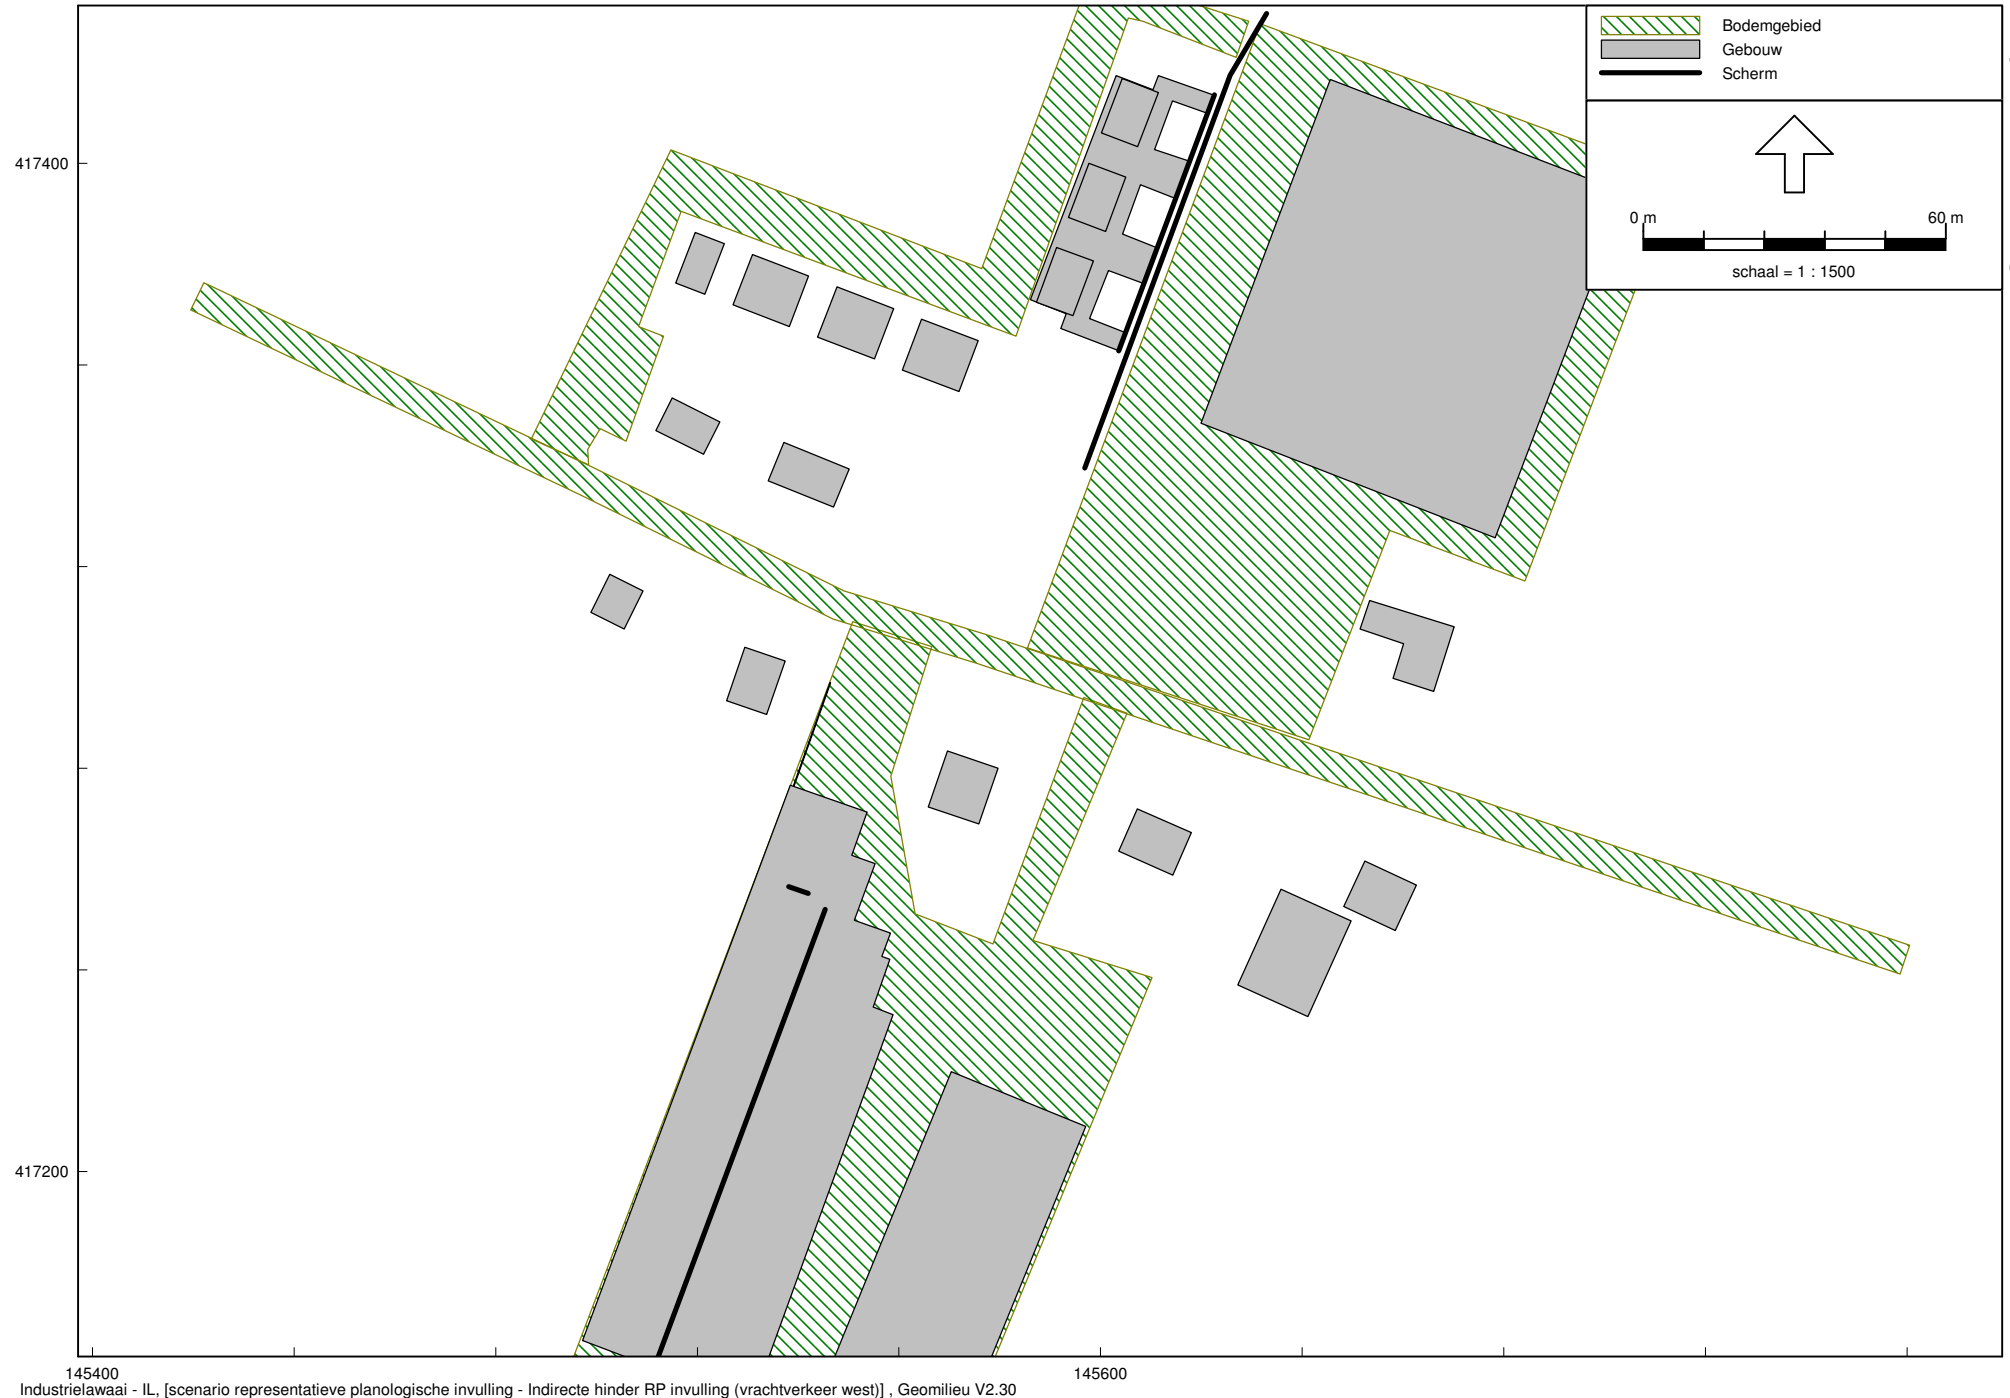 Bodemgebied
Gebouw
Scherm
0 m 60 m
schaal = 1 : 1500
417400
417200
145400 145600
Industrielawaai - IL, [scenario representatieve planologische invulling - Indirecte hinder RP invulling (vrachtverkeer west)] , Geomilieu V2.30